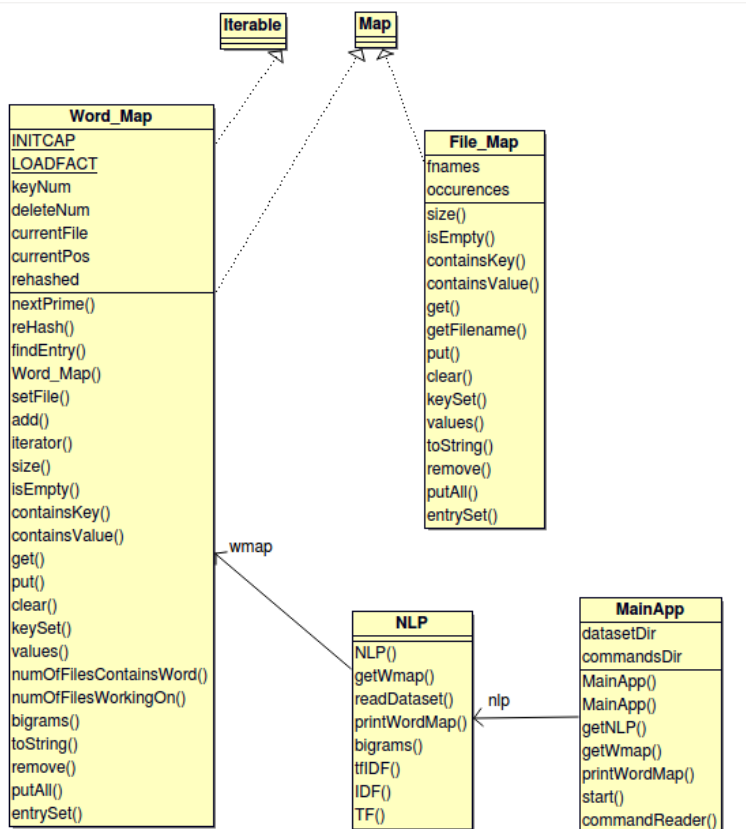 Iterable
Map
Word_Map
INITCAP
LOADFACT
keyNum
deleteNum
currentFile
currentPos
rehashed
nextPrime()
reHash()
findEntry()
Word_Map()
setFile()
add()
iterator()
size()
isEmpty()
containsKey()
containsValue()
get()
put()
clear()
keySet()
values()
numOfFilesContainsWord()
numOfFilesWorkingOn()
bigrams()
toString()
remove()
putAll()
entrySet()
File_Map
fnames
occurences
size()
isEmpty()
containsKey()
containsValue()
get()
getFilename()
put()
clear()
keySet()
values()
toString()
remove()
putAll()
entrySet()
wmap
NLP
NLP()
getWmap()
readDataset()
printWordMap()
bigrams()
tfIDF()
IDF()
TF()
nlp
MainApp
datasetDir
commandsDir
MainApp()
MainApp()
getNLP()
getWmap()
printWordMap()
start()
commandReader()